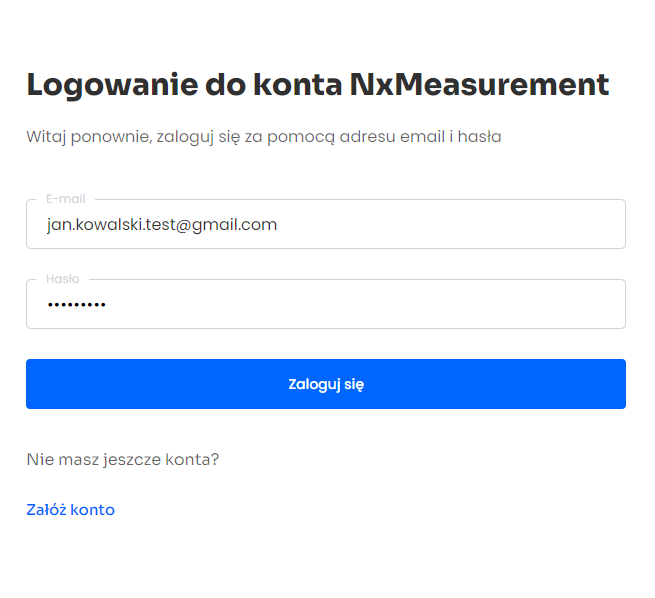 Logowanie do konta NxMeasurement
Witaj ponownie, zaloguj się za pomocą adresu email i hasła
E-mail
jan.kowalski.test@gmail.com
Hasło
•••••••••
Zaloguj się
Nie masz jeszcze konta?
Załóż konto